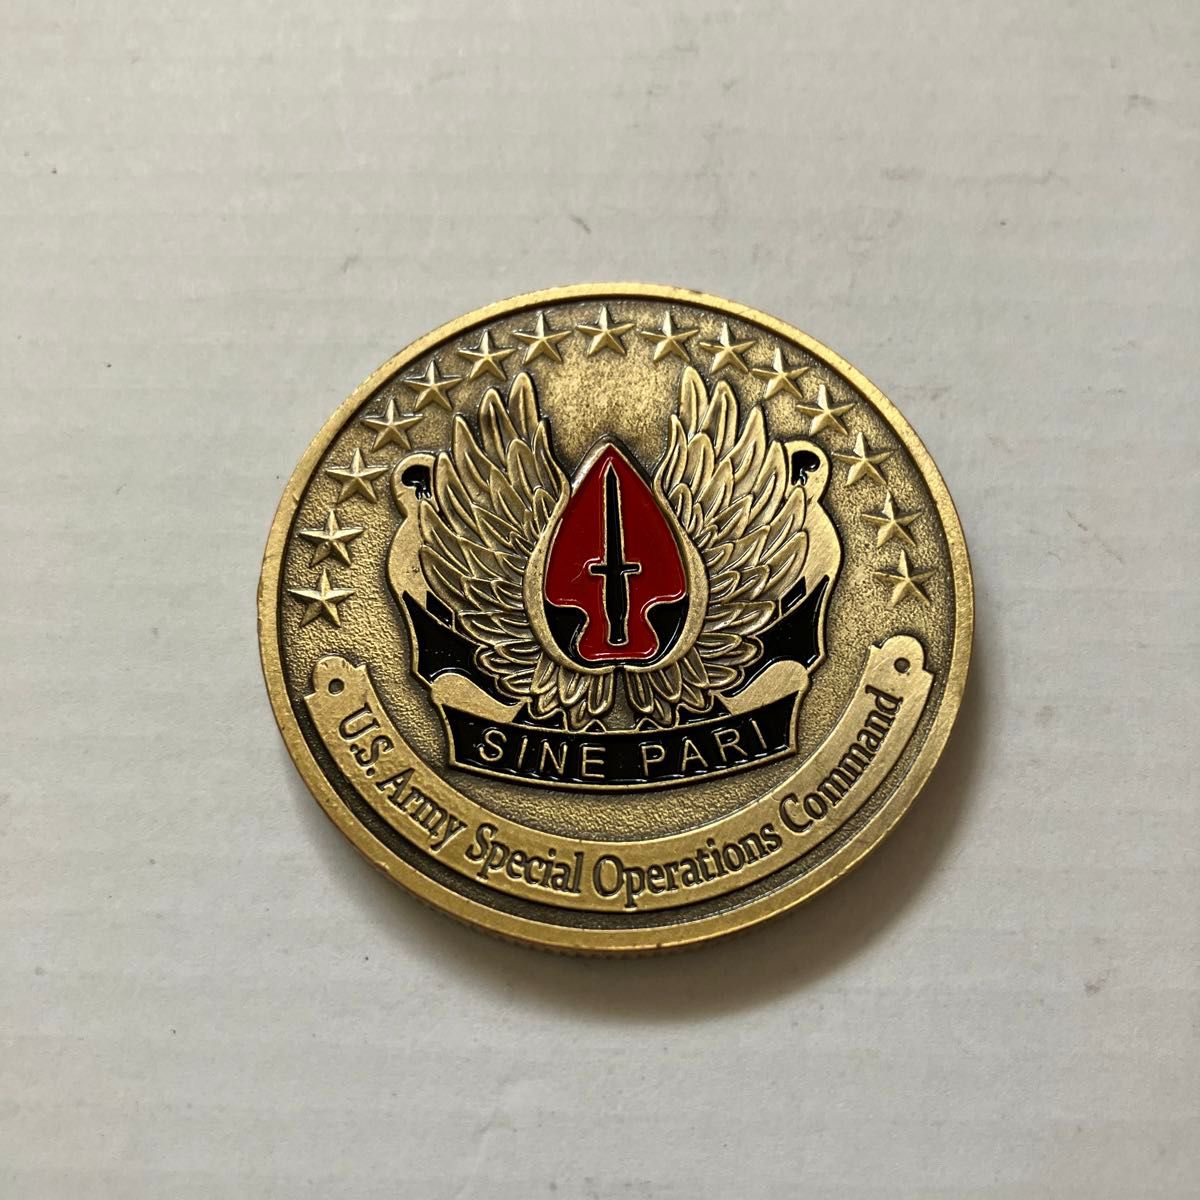 SINE PARI
U.S. Army Special Operations Command